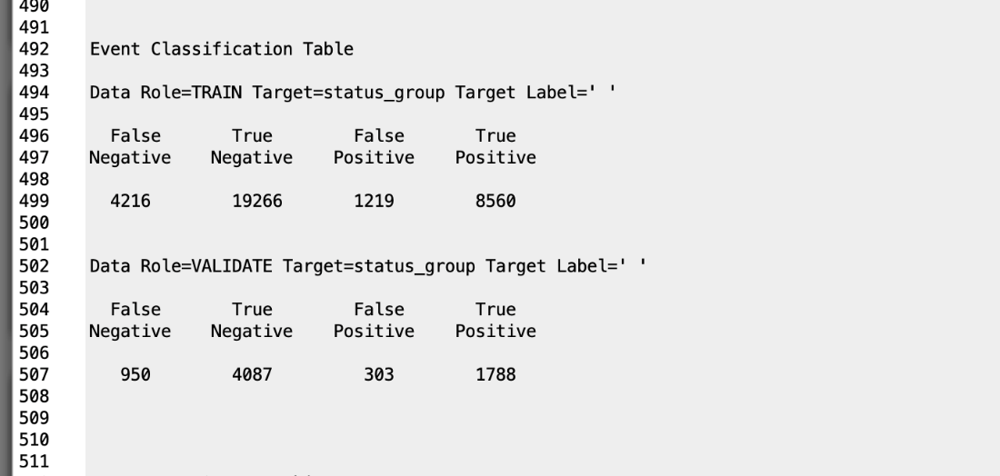 490
491
492 Event Classification Table
493
494 Data Role=TRAIN Target=status_group Target Label=' '
495
496 False True False True
497 Negative Negative Positive Positive
498
499 4216 19266 1219 8560
500
501
502 Data Role=VALIDATE Target=status_group Target Label=' '
503
504 False True False True
505 Negative Negative Positive Positive
506
507 950 4087 303 1788
508
509
510
511